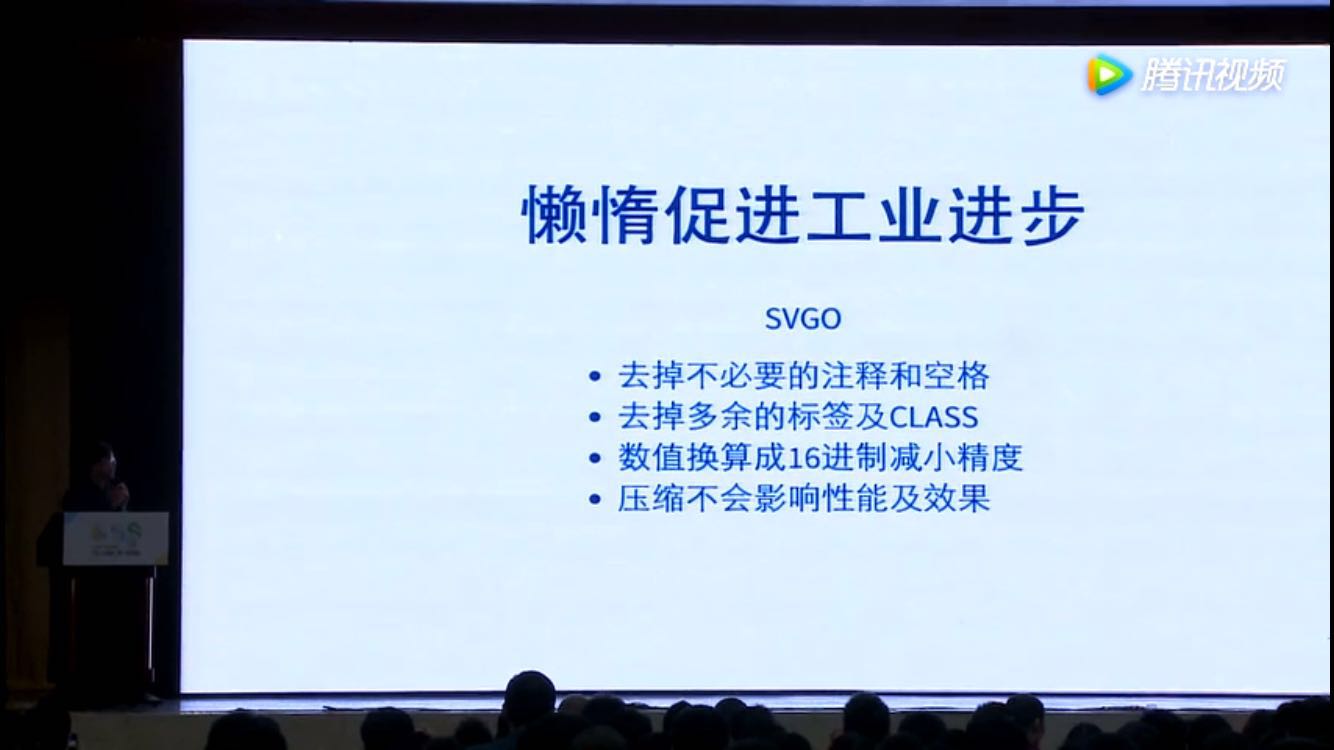 腾讯视频
懒惰促进工业进步
SVGO
• 去掉不必要的注释和空格
• 去掉多余的标签及CLASS
• 数值换算成16进制减小精度
• 压缩不会影响性能及效果